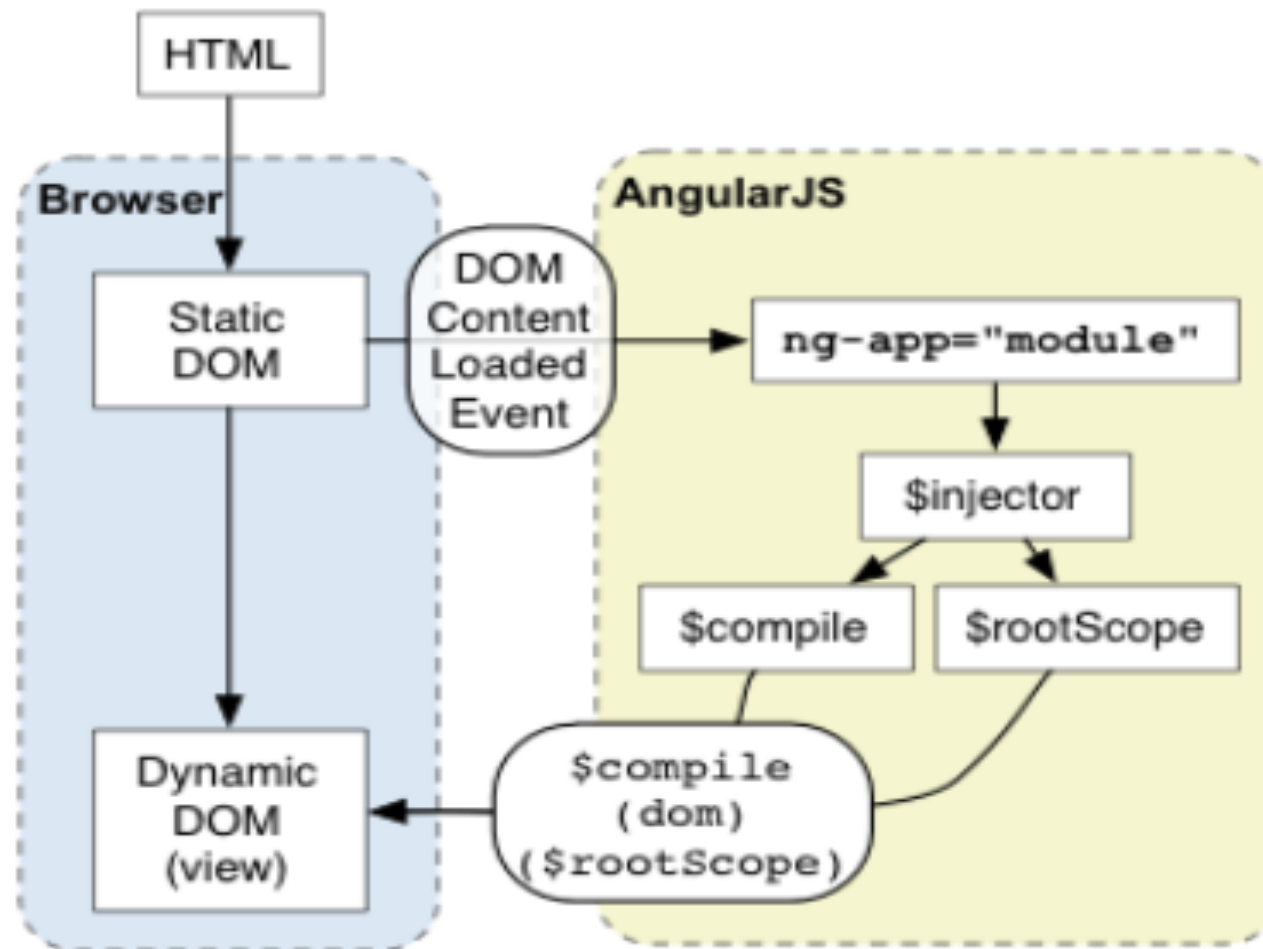 HTML
Browser
AngularJS
Static
DOM
DOM
Content
Loaded
Event
ng-app="module"
$injector
$compile
$rootScope
Dynamic
DOM
(view)
$compile
(dom)
($rootScope)